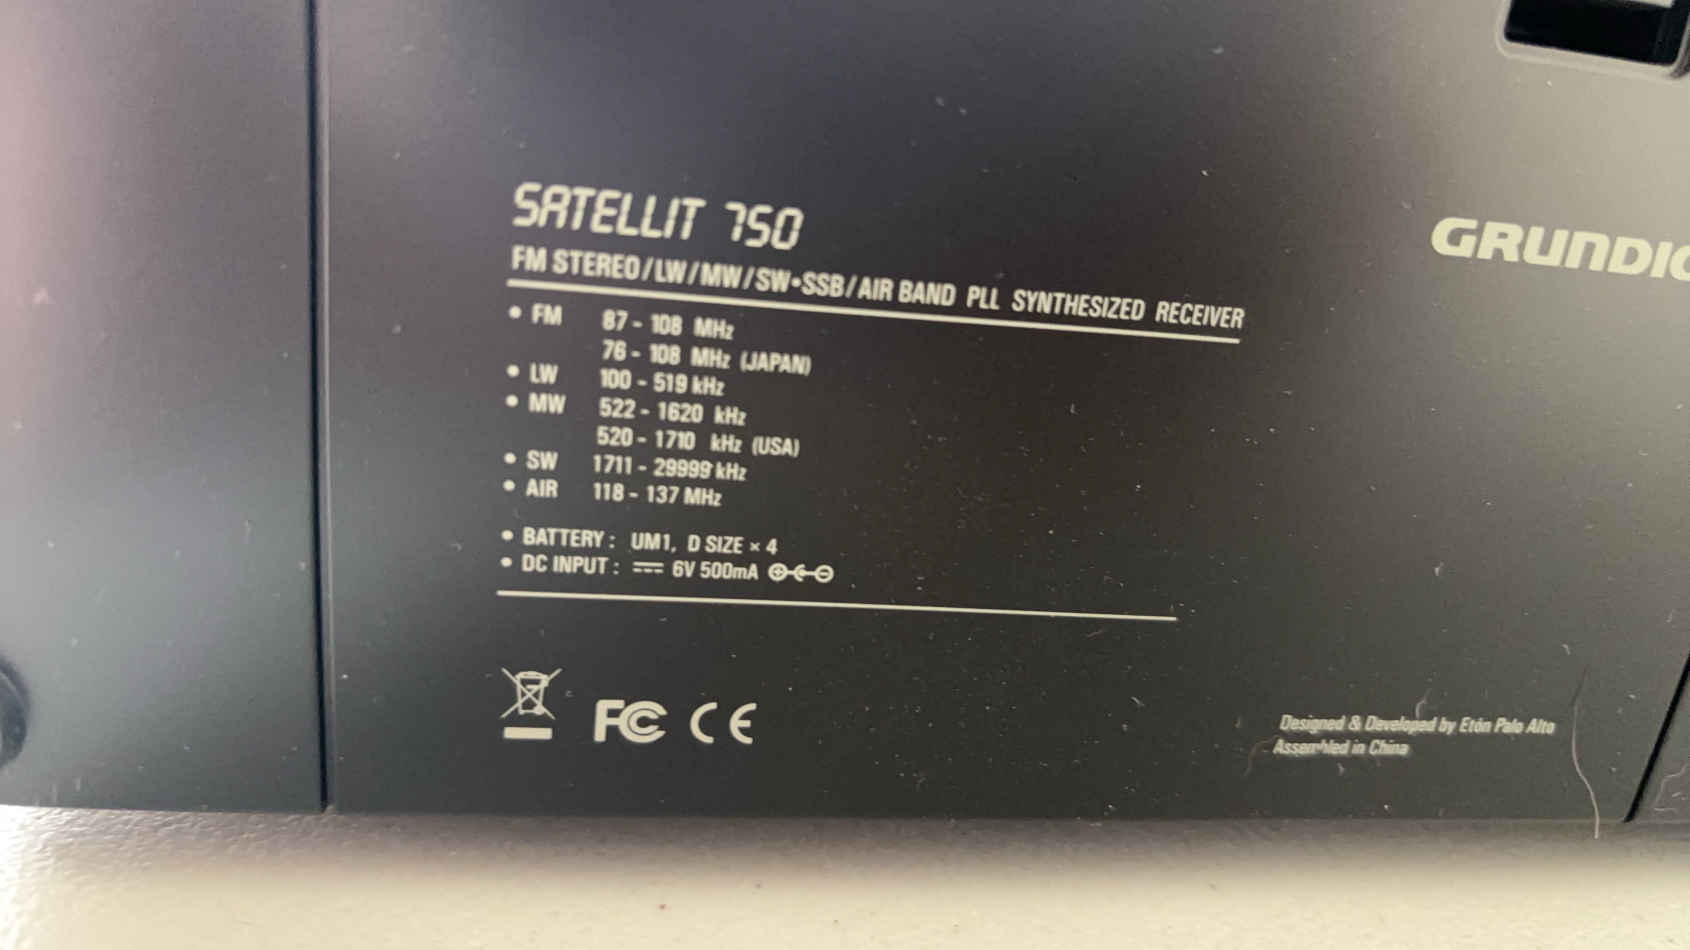 SATELLIT 750
FM STEREO/LW/MW/SW•SSB/AIR BAND PLL SYNTHESIZED RECEIVER
• FM 87 - 108 MHz
76 - 108 MHz (JAPAN)
• LW 100 - 519 kHz
• MW 522 - 1620 kHz
520 - 1710 kHz (USA)
• SW 1711 - 29999 kHz
• AIR 118 - 137 MHz
• BATTERY : UM1, D SIZE × 4
• DC INPUT : 6V 500mA
FC CE
GRUNDIG
Designed & Developed by Etón Palo Alto
Assembled in China